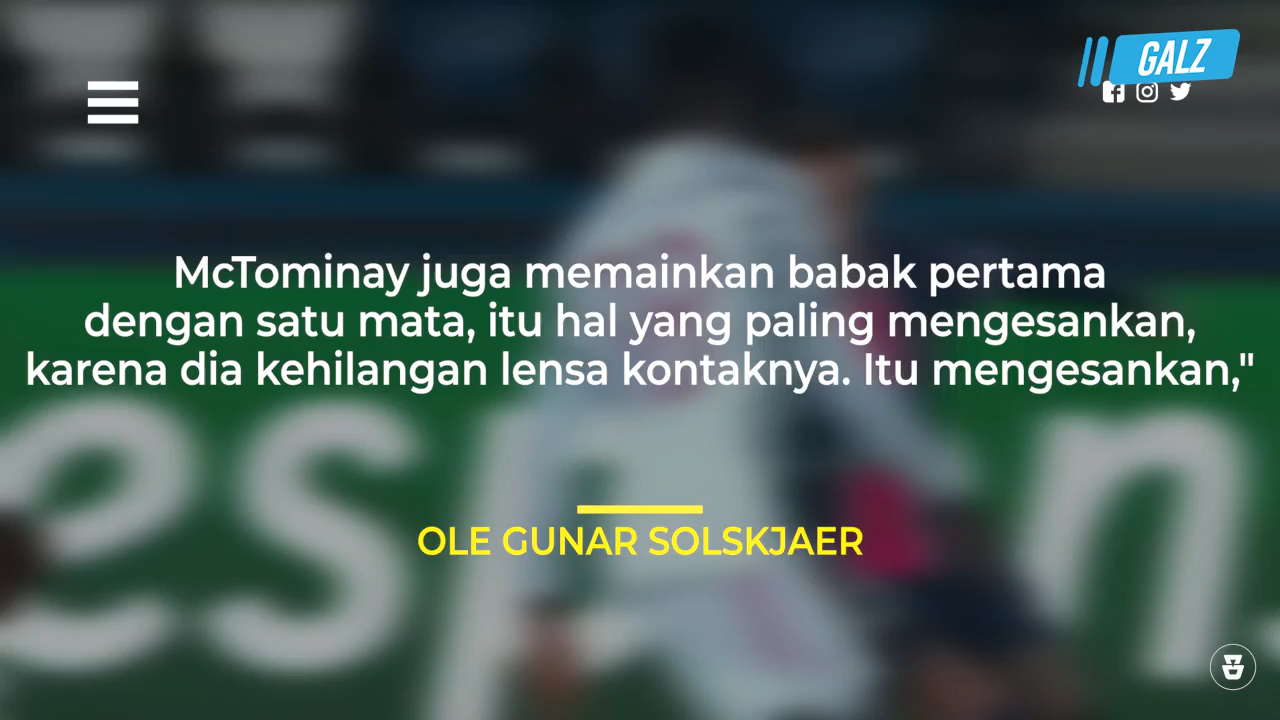 GALZ
McTominay juga memainkan babak pertama
dengan satu mata, itu hal yang paling mengesankan,
karena dia kehilangan lensa kontaknya. Itu mengesankan,"
OLE GUNAR SOLSKJAER